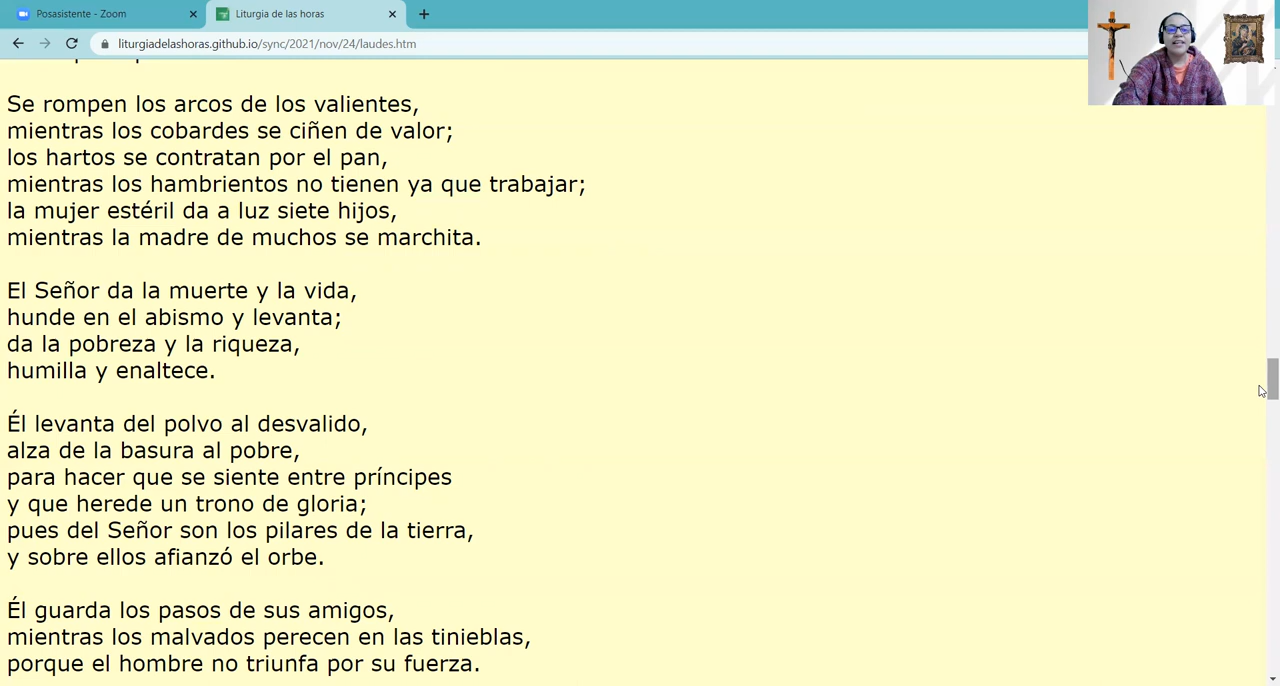 Posasistente - Zoom
Liturgia de las horas
liturgiadelashoras.github.io/sync/2021/nov/24/laudes.htm
Se rompen los arcos de los valientes,
mientras los cobardes se ciñen de valor;
los hartos se contratan por el pan,
mientras los hambrientos no tienen ya que trabajar;
la mujer estéril da a luz siete hijos,
mientras la madre de muchos se marchita.
El Señor da la muerte y la vida,
hunde en el abismo y levanta;
da la pobreza y la riqueza,
humilla y enaltece.
Él levanta del polvo al desvalido,
alza de la basura al pobre,
para hacer que se siente entre príncipes
y que herede un trono de gloria;
pues del Señor son los pilares de la tierra,
y sobre ellos afianzó el orbe.
Él guarda los pasos de sus amigos,
mientras los malvados perecen en las tinieblas,
porque el hombre no triunfa por su fuerza.